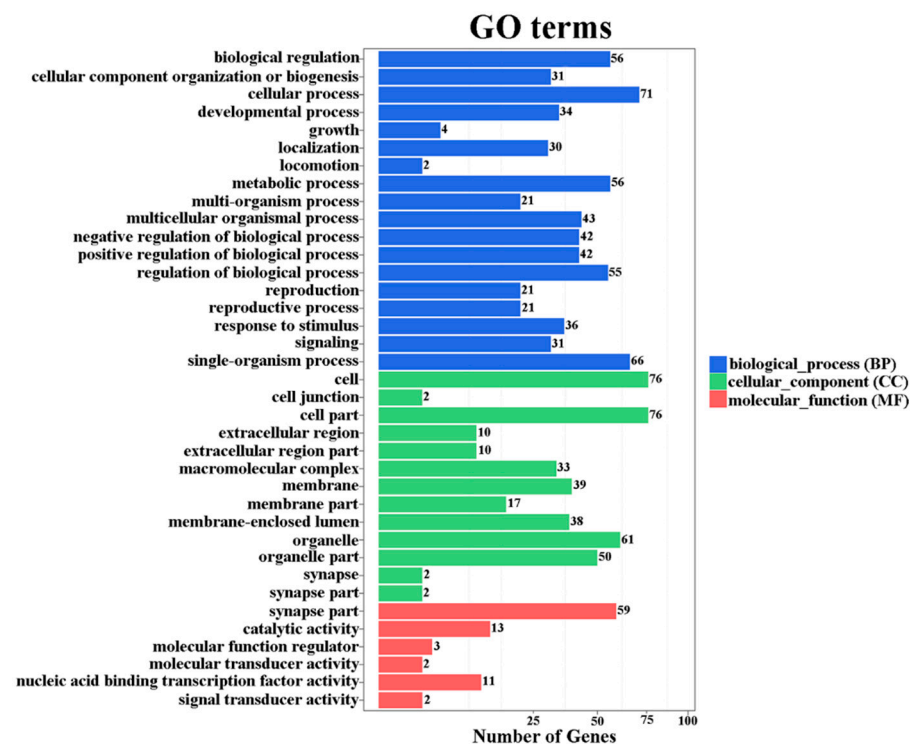 GO terms
biological regulation 56
cellular component organization or biogenesis 31
cellular process 71
developmental process 34
growth 4
localization 30
locomotion 2
metabolic process 56
multi-organism process 21
multicellular organismal process 43
negative regulation of biological process 42
positive regulation of biological process 42
regulation of biological process 55
reproduction 21
reproductive process 21
response to stimulus 36
signaling 31
single-organism process 66
cell 76
cell junction 2
cell part 76
extracellular region 10
extracellular region part 10
macromolecular complex 33
membrane 39
membrane part 17
membrane-enclosed lumen 38
organelle 61
organelle part 50
synapse 2
synapse part 2
synapse part 59
catalytic activity 13
molecular function regulator 3
molecular transducer activity 2
nucleic acid binding transcription factor activity 11
signal transducer activity 2
25 50 75 100
Number of Genes
biological_process (BP)
cellular_component (CC)
molecular_function (MF)